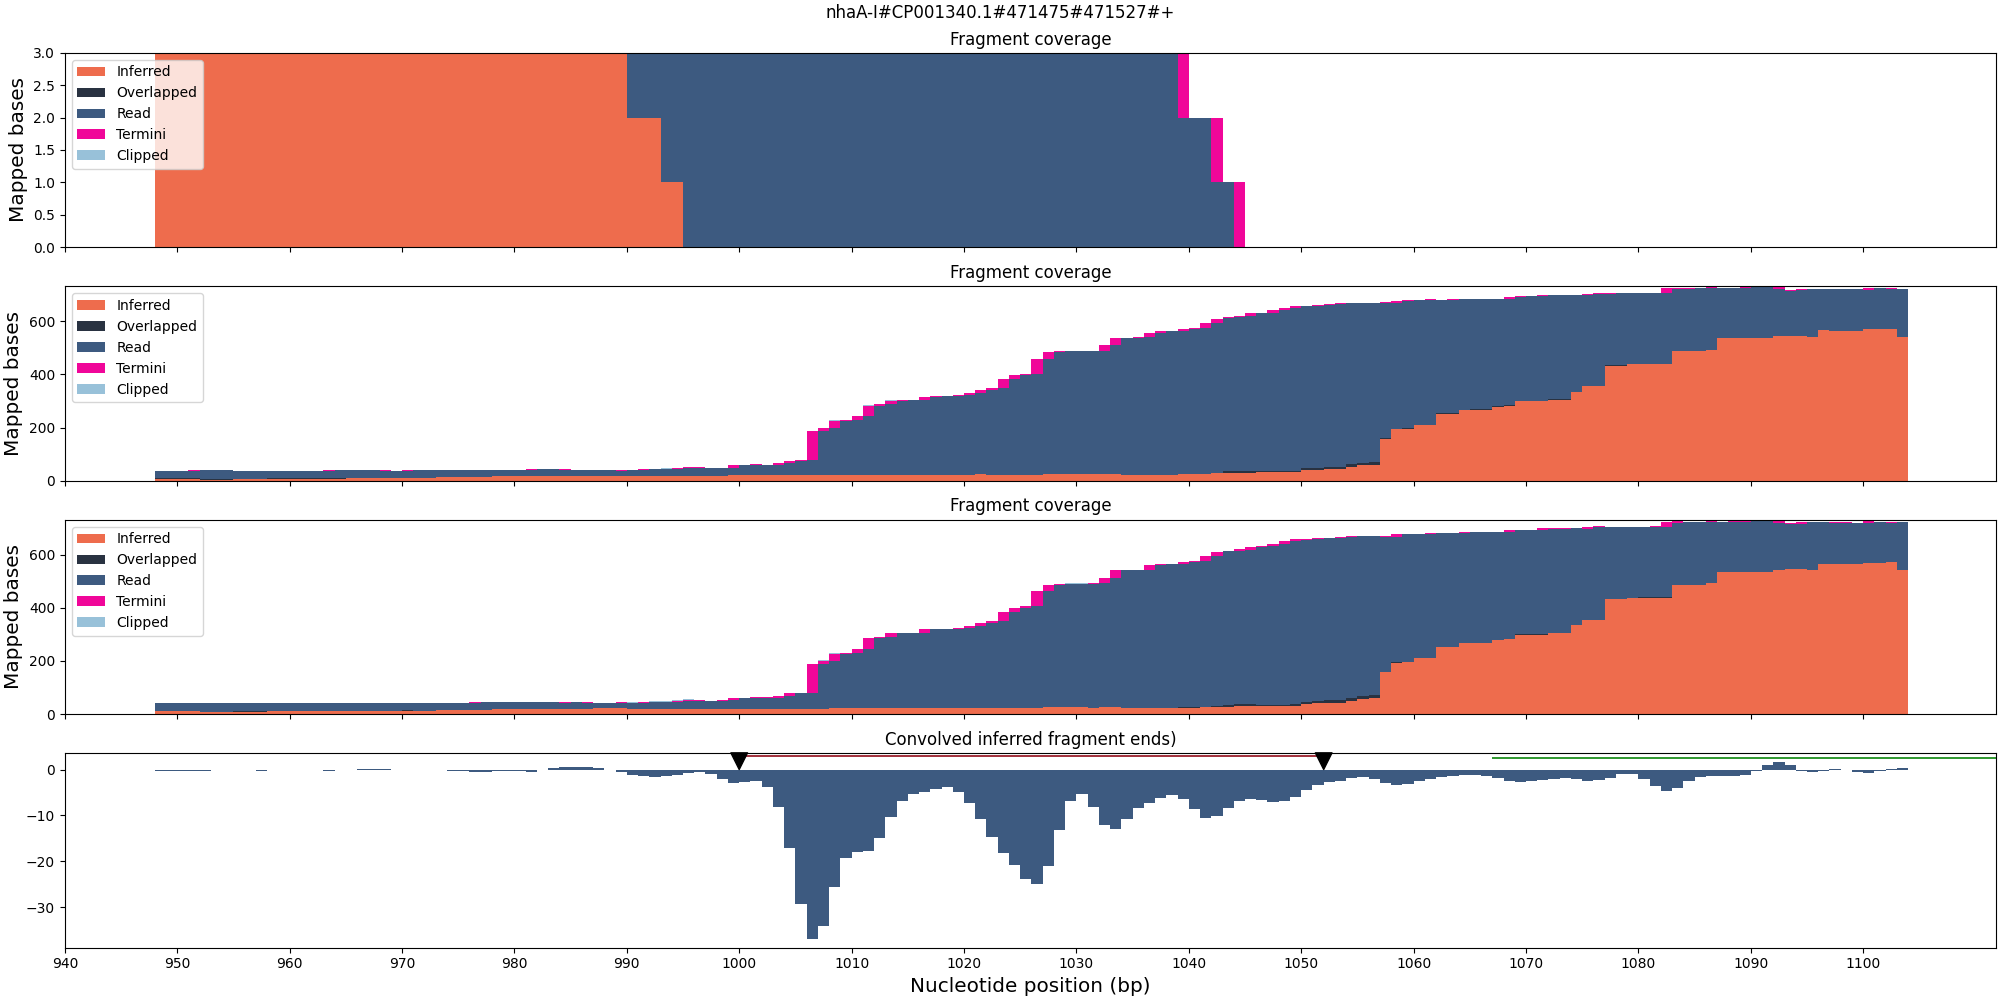 nhaA-I#CP001340.1#471475#471527#+
Fragment coverage
Mapped bases
3.0
2.5
2.0
1.5
1.0
0.5
0.0
Inferred
Overlapped
Read
Termini
Clipped
Fragment coverage
Mapped bases
600
400
200
0
Inferred
Overlapped
Read
Termini
Clipped
Fragment coverage
Mapped bases
600
400
200
0
Inferred
Overlapped
Read
Termini
Clipped
Convolved inferred fragment ends)
0
−10
−20
−30
940 950 960 970 980 990 1000 1010 1020 1030 1040 1050 1060 1070 1080 1090 1100
Nucleotide position (bp)